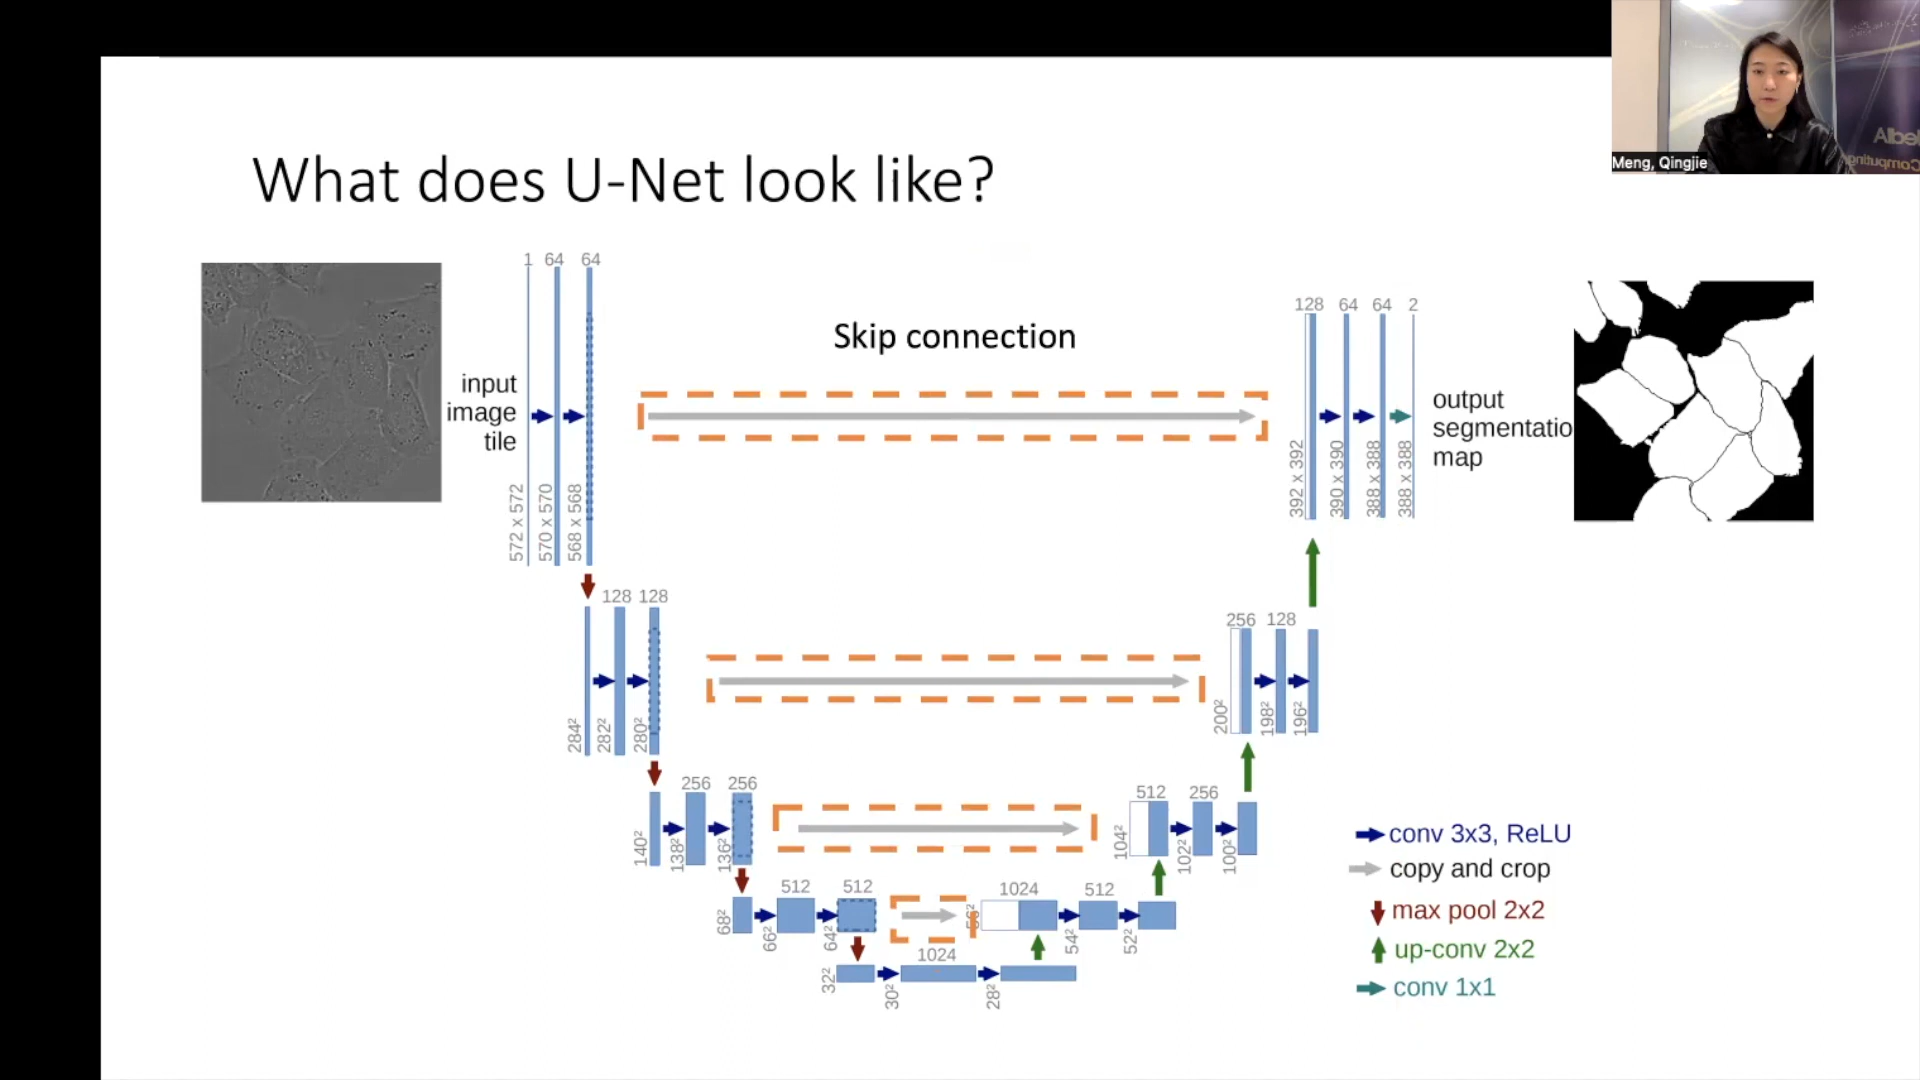 Meng, Qingjie
What does U-Net look like?
1 64 64
128 64 64 2
Skip connection
input
image
tile
output
segmentatio
map
572 x 572
570 x 570
568 x 568
392 x 392
390 x 390
388 x 388
388 x 388
128 128
256 128
284²
282²
280²
200²
198²
196²
256 256
512 256
140²
138²
136²
104²
102²
100²
512 512
1024 512
68²
66²
64²
54²
52²
1024
32²
30²
28²
conv 3x3, ReLU
copy and crop
max pool 2x2
up-conv 2x2
conv 1x1